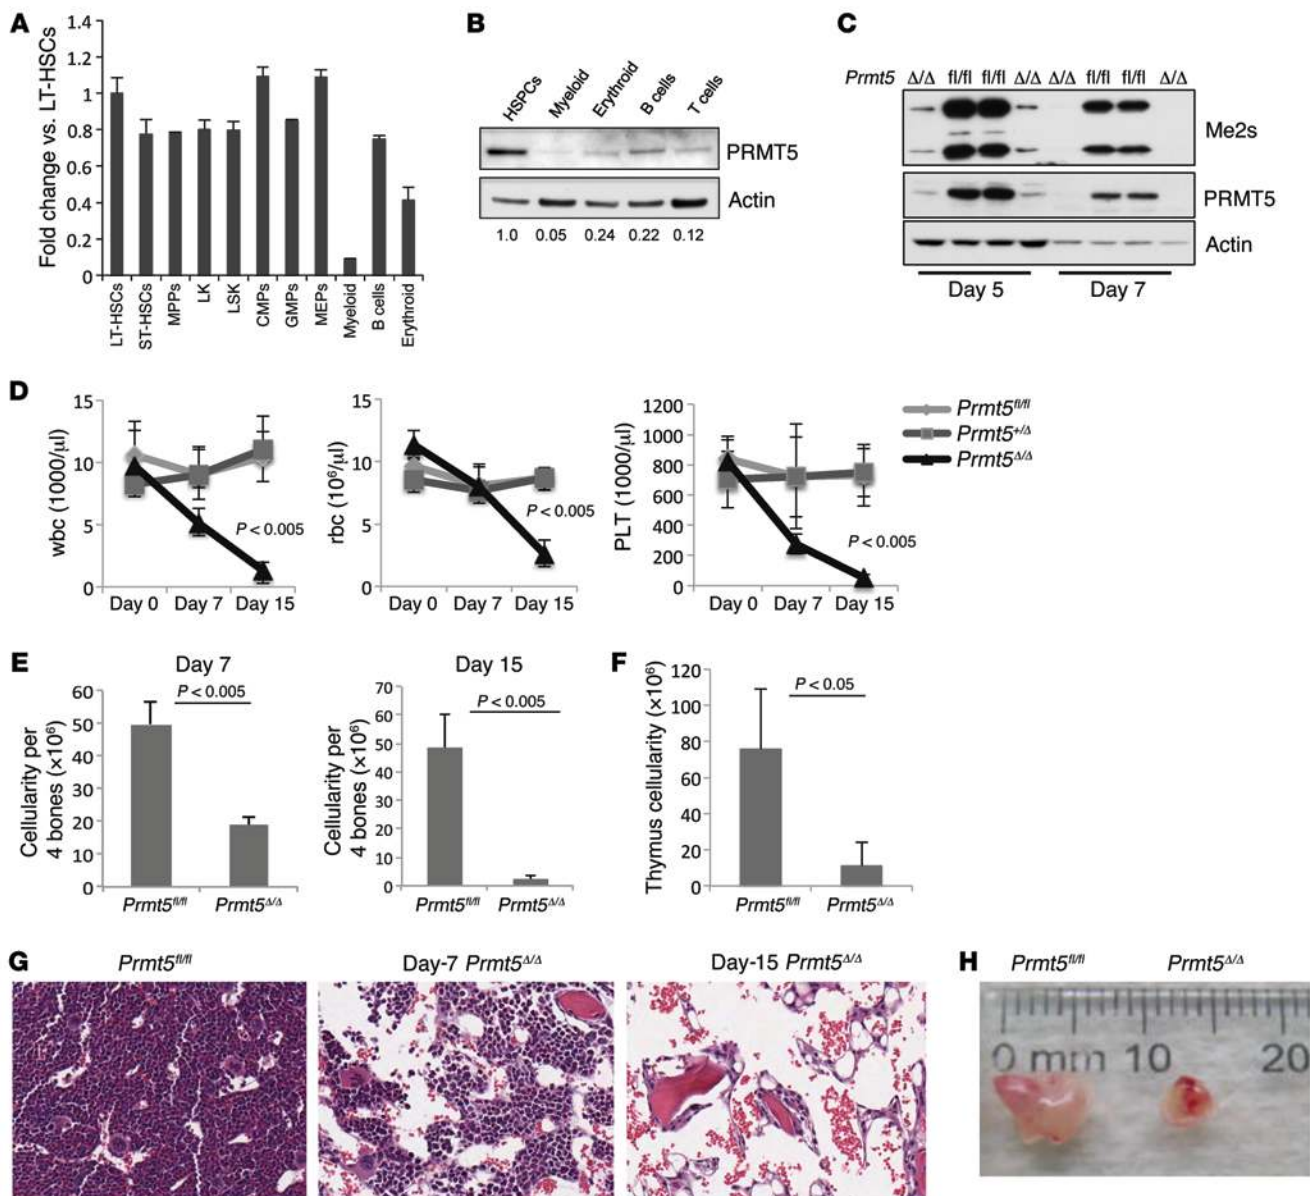 A
Fold change vs. LT-HSCs
1.4
1.2
1
0.8
0.6
0.4
0.2
0
LT-HSCs
ST-HSCs
MPPs
LK
LSK
CMPs
GMPs
MEPs
Myeloid
B cells
Erythroid
B
HSPCs
Myeloid
Erythroid
B cells
T cells
PRMT5
Actin
1.0 0.05 0.24 0.22 0.12
C
Prmt5 Δ/Δ fl/fl fl/fl Δ/Δ Δ/Δ fl/fl fl/fl Δ/Δ
Me2s
PRMT5
Actin
Day 5 Day 7
D
wbc (1000/µl)
15
10
5
0
P < 0.005
Day 0 Day 7 Day 15
rbc (10⁶/µl)
15
10
5
0
P < 0.005
Day 0 Day 7 Day 15
PLT (1000/µl)
1200
1000
800
600
400
200
0
P < 0.005
Day 0 Day 7 Day 15
Prmt5fl/fl
Prmt5+/Δ
Prmt5Δ/Δ
E
Day 7
Cellularity per
4 bones (×10⁶)
60
50
40
30
20
10
0
P < 0.005
Prmt5fl/fl Prmt5Δ/Δ
Day 15
Cellularity per
4 bones (×10⁶)
70
60
50
40
30
20
10
0
P < 0.005
Prmt5fl/fl Prmt5Δ/Δ
F
Thymus cellularity (×10⁶)
120
100
80
60
40
20
0
P < 0.05
Prmt5fl/fl Prmt5Δ/Δ
G
Prmt5fl/fl
Day-7 Prmt5Δ/Δ
Day-15 Prmt5Δ/Δ
H
Prmt5fl/fl Prmt5Δ/Δ
0 mm 10 20